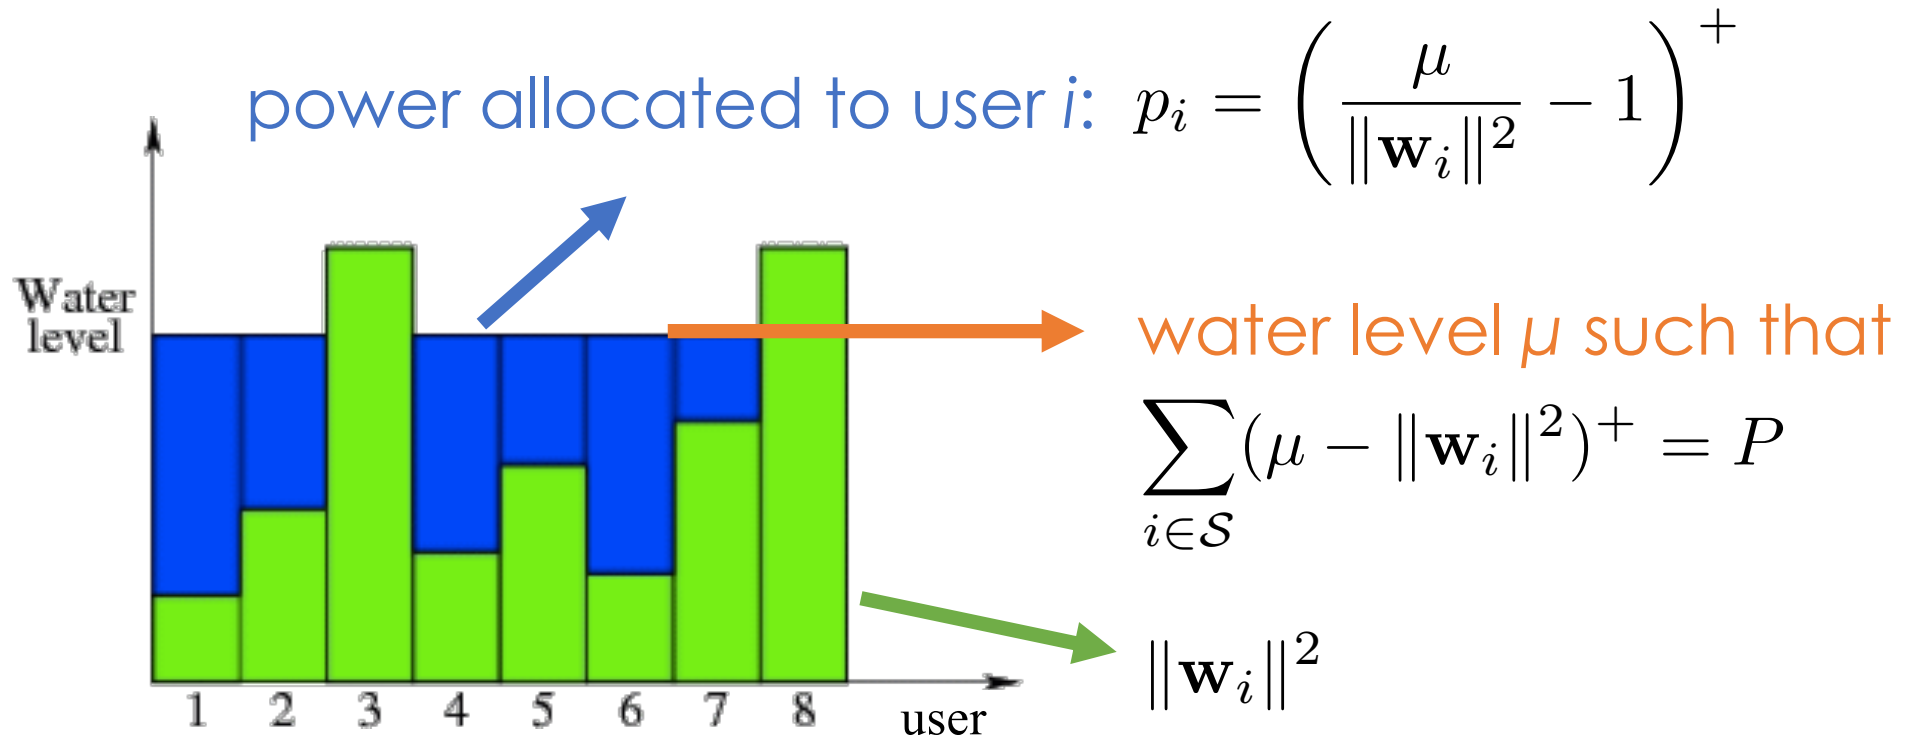 power allocated to user i: p_i = ( μ / ‖w_i‖² − 1 )⁺
Water
level
water level μ such that
∑_{i∈S} (μ − ‖w_i‖²)⁺ = P
‖w_i‖²
1 2 3 4 5 6 7 8 user